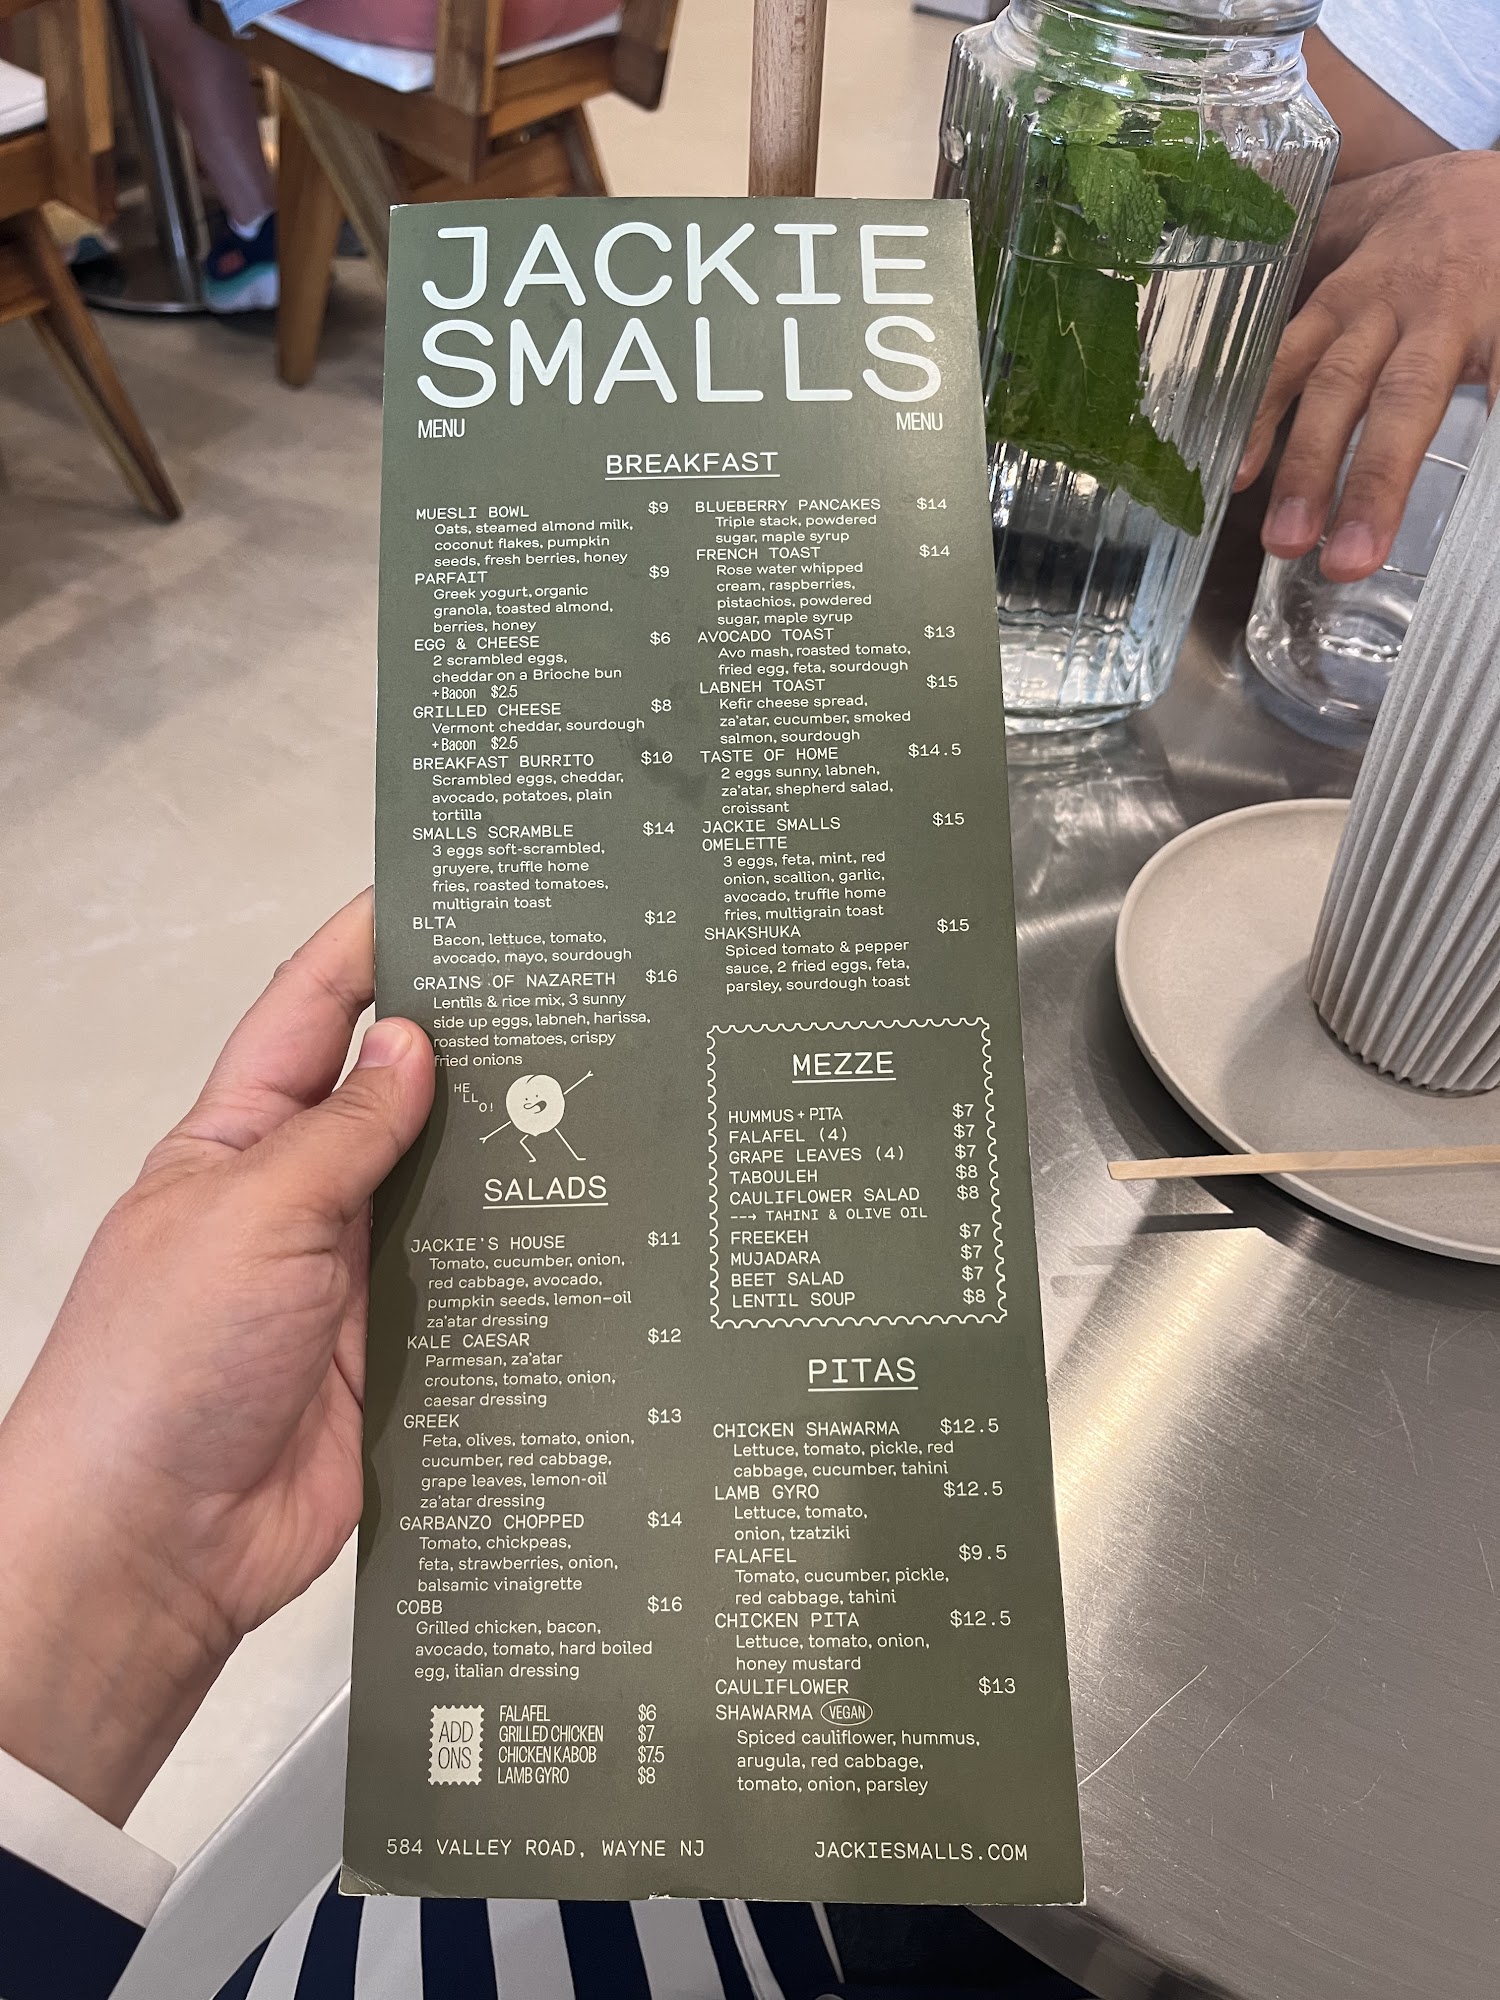 JACKIE
SMALLS
MENU MENU
BREAKFAST
MUESLI BOWL $9
Oats, steamed almond milk,
coconut flakes, pumpkin
seeds, fresh berries, honey
PARFAIT $9
Greek yogurt, organic
granola, toasted almond,
berries, honey
EGG & CHEESE $6
2 scrambled eggs,
cheddar on a Brioche bun
+ Bacon $2.5
GRILLED CHEESE $8
Vermont cheddar, sourdough
+ Bacon $2.5
BREAKFAST BURRITO $10
Scrambled eggs, cheddar,
avocado, potatoes, plain
tortilla
SMALLS SCRAMBLE $14
3 eggs soft-scrambled,
gruyere, truffle home
fries, roasted tomatoes,
multigrain toast
BLTA $12
Bacon, lettuce, tomato,
avocado, mayo, sourdough
GRAINS OF NAZARETH $16
Lentils & rice mix, 3 sunny
side up eggs, labneh, harissa,
roasted tomatoes, crispy
fried onions
BLUEBERRY PANCAKES $14
Triple stack, powdered
sugar, maple syrup
FRENCH TOAST $14
Rose water whipped
cream, raspberries,
pistachios, powdered
sugar, maple syrup
AVOCADO TOAST $13
Avo mash, roasted tomato,
fried egg, feta, sourdough
LABNEH TOAST $15
Kefir cheese spread,
za'atar, cucumber, smoked
salmon, sourdough
TASTE OF HOME $14.5
2 eggs sunny, labneh,
za'atar, shepherd salad,
croissant
JACKIE SMALLS $15
OMELETTE
3 eggs, feta, mint, red
onion, scallion, garlic,
avocado, truffle home
fries, multigrain toast
SHAKSHUKA $15
Spiced tomato & pepper
sauce, 2 fried eggs, feta,
parsley, sourdough toast
HE
LL
O!
SALADS
JACKIE'S HOUSE $11
Tomato, cucumber, onion,
red cabbage, avocado,
pumpkin seeds, lemon-oil
za'atar dressing
KALE CAESAR $12
Parmesan, za'atar
croutons, tomato, onion,
caesar dressing
GREEK $13
Feta, olives, tomato, onion,
cucumber, red cabbage,
grape leaves, lemon-oil
za'atar dressing
GARBANZO CHOPPED $14
Tomato, chickpeas,
feta, strawberries, onion,
balsamic vinaigrette
COBB $16
Grilled chicken, bacon,
avocado, tomato, hard boiled
egg, italian dressing
ADD
ONS
FALAFEL $6
GRILLED CHICKEN $7
CHICKEN KABOB $7.5
LAMB GYRO $8
MEZZE
HUMMUS + PITA $7
FALAFEL (4) $7
GRAPE LEAVES (4) $7
TABOULEH $8
CAULIFLOWER SALAD $8
--→ TAHINI & OLIVE OIL
FREEKEH $7
MUJADARA $7
BEET SALAD $7
LENTIL SOUP $8
PITAS
CHICKEN SHAWARMA $12.5
Lettuce, tomato, pickle, red
cabbage, cucumber, tahini
LAMB GYRO $12.5
Lettuce, tomato,
onion, tzatziki
FALAFEL $9.5
Tomato, cucumber, pickle,
red cabbage, tahini
CHICKEN PITA $12.5
Lettuce, tomato, onion,
honey mustard
CAULIFLOWER $13
SHAWARMA VEGAN
Spiced cauliflower, hummus,
arugula, red cabbage,
tomato, onion, parsley
584 VALLEY ROAD, WAYNE NJ JACKIESMALLS.COM